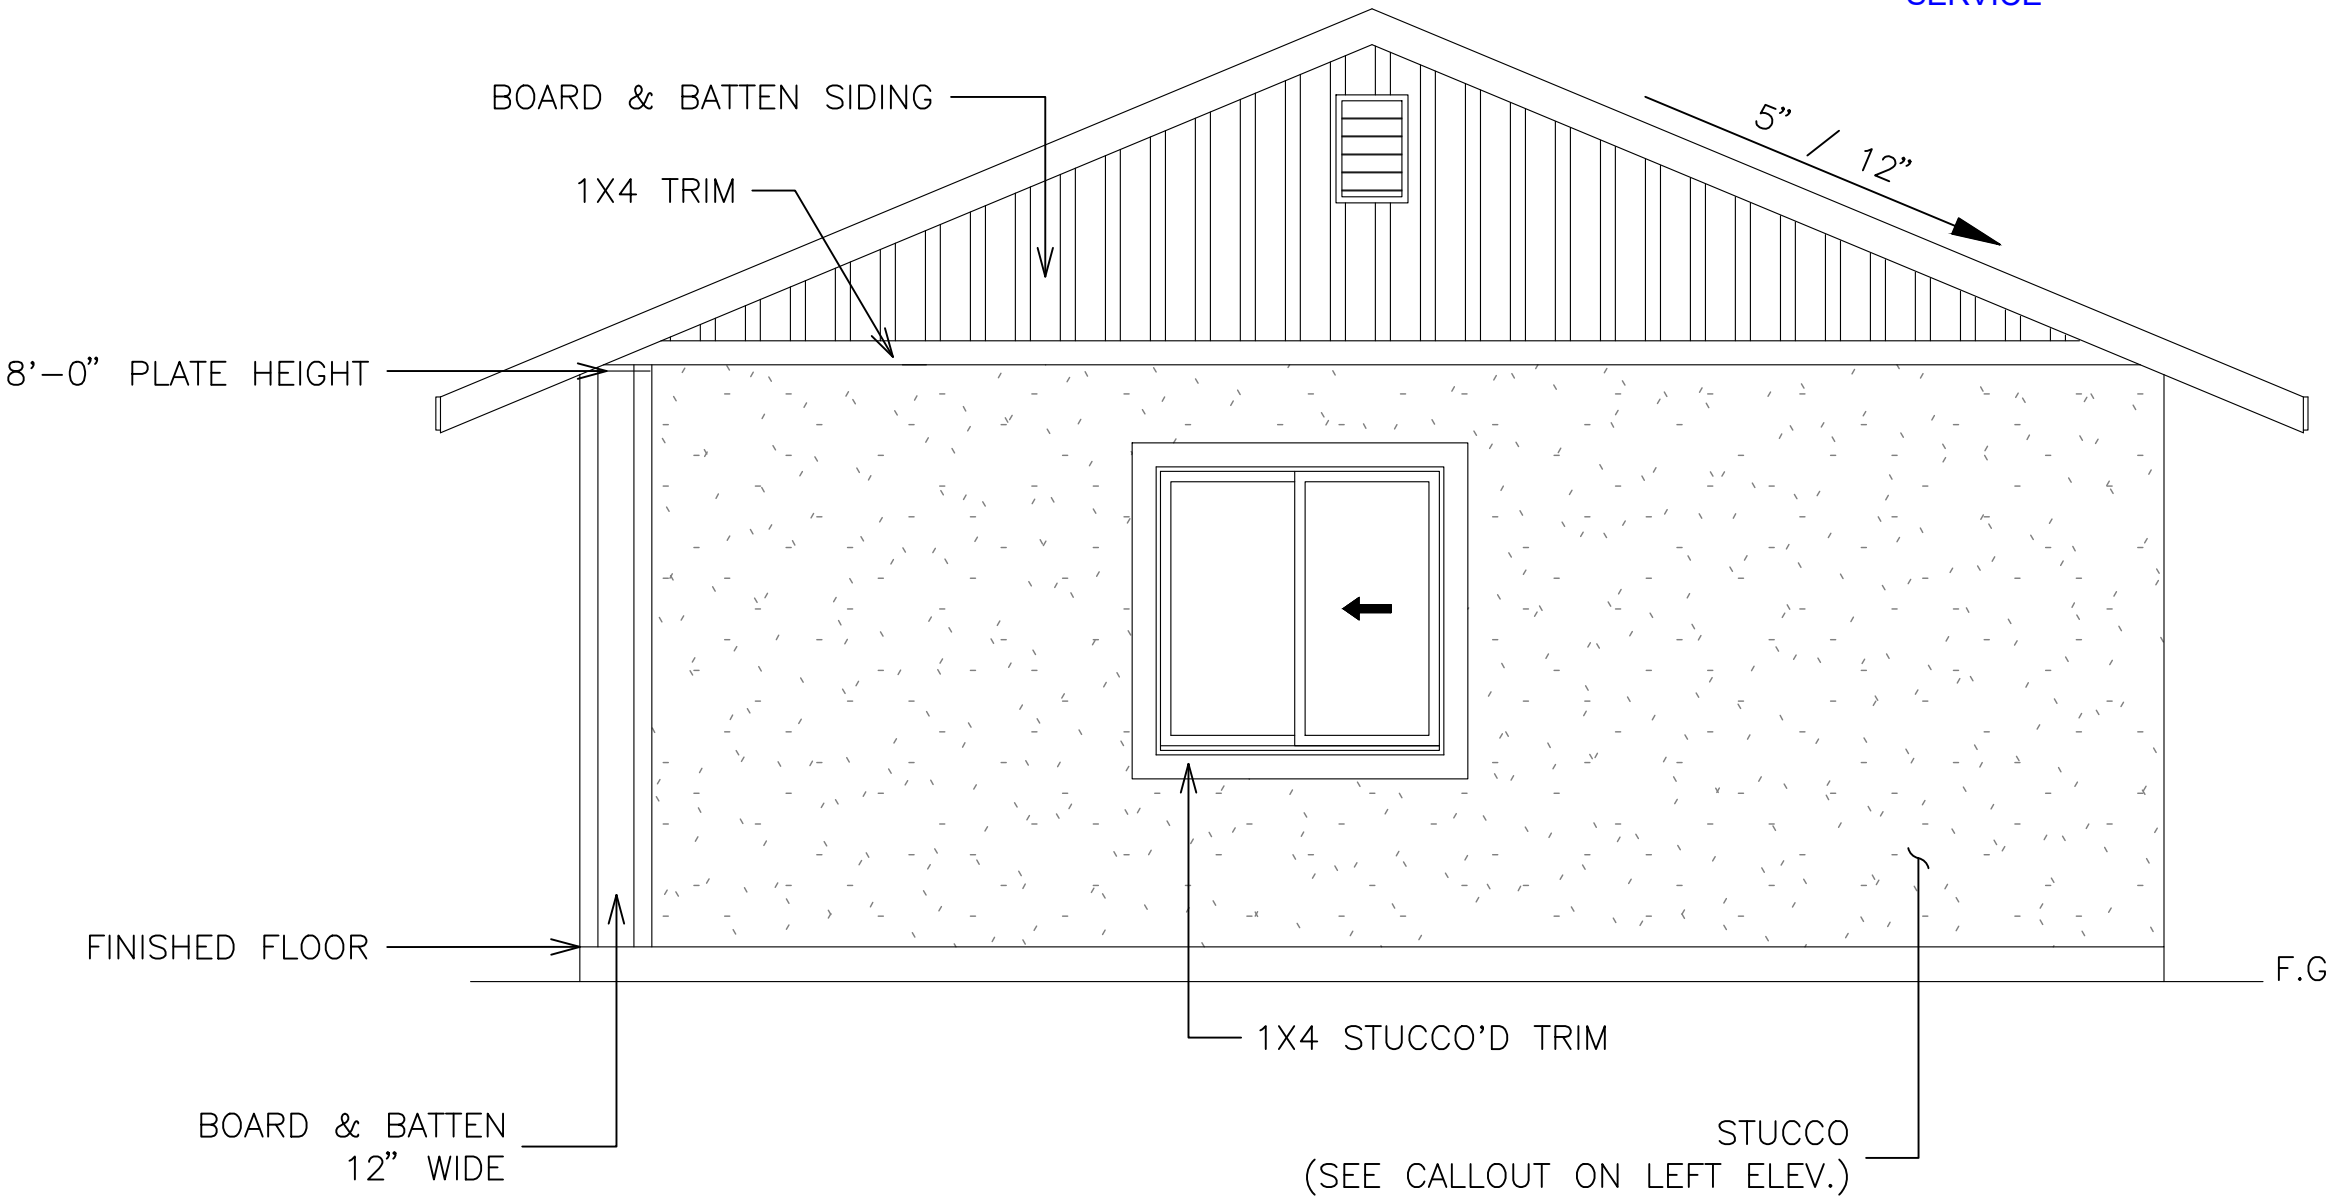 SERVICE
BOARD & BATTEN SIDING
5" / 12"
1X4 TRIM
8'-0" PLATE HEIGHT
FINISHED FLOOR
F.G
1X4 STUCCO'D TRIM
BOARD & BATTEN
12" WIDE
STUCCO
(SEE CALLOUT ON LEFT ELEV.)